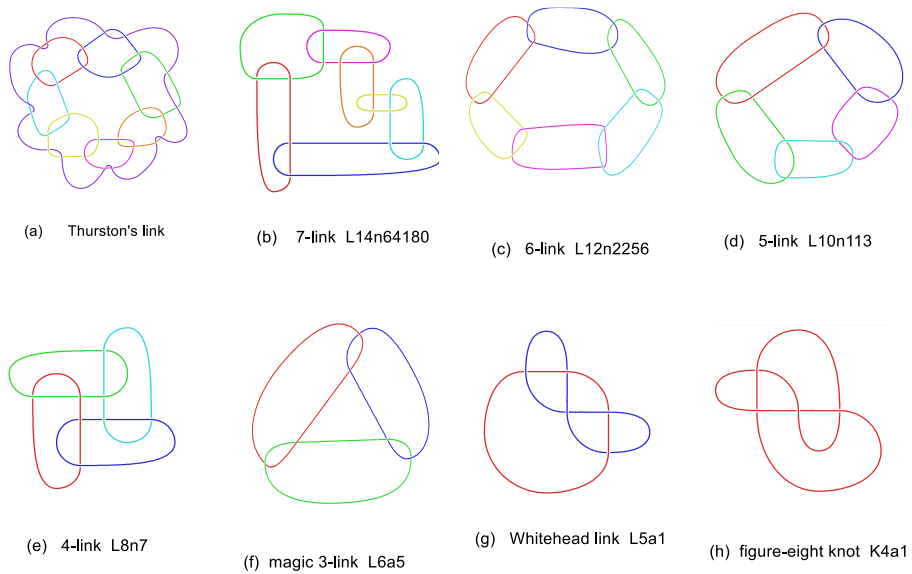 (a) Thurston's link
(b) 7-link L14n64180
(c) 6-link L12n2256
(d) 5-link L10n113
(e) 4-link L8n7
(f) magic 3-link L6a5
(g) Whitehead link L5a1
(h) figure-eight knot K4a1